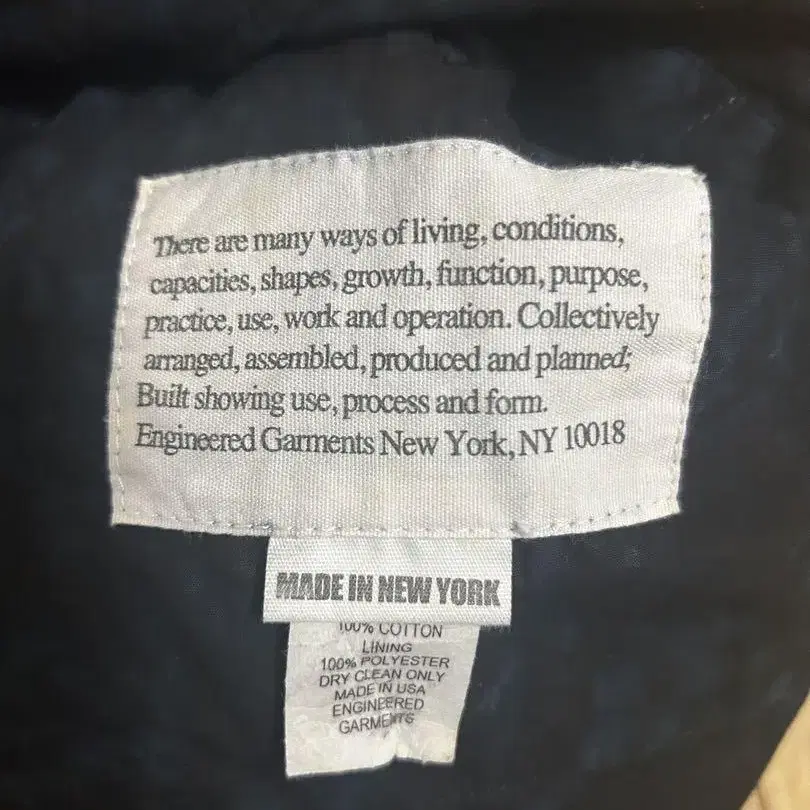 There are many ways of living, conditions,
capacities, shapes, growth, function, purpose,
practice, use, work and operation. Collectively
arranged, assembled, produced and planned;
Built showing use, process and form.
Engineered Garments New York, NY 10018
MADE IN NEW YORK
100% COTTON
LINING
100% POLYESTER
DRY CLEAN ONLY
MADE IN USA
ENGINEERED
GARMENTS